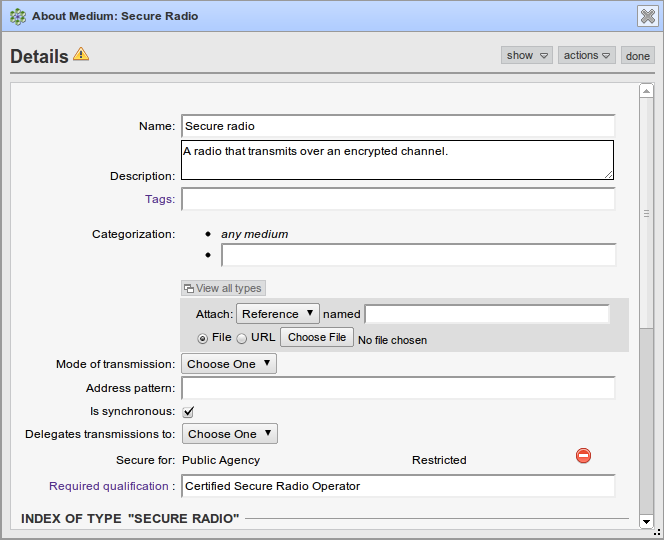 About Medium: Secure Radio
Details
show
actions
done
Name: Secure radio
A radio that transmits over an encrypted channel.
Description:
Tags:
Categorization: • any medium
•
View all types
Attach: Reference named
File URL Choose File No file chosen
Mode of transmission: Choose One
Address pattern:
Is synchronous:
Delegates transmissions to: Choose One
Secure for: Public Agency Restricted
Required qualification : Certified Secure Radio Operator
INDEX OF TYPE "SECURE RADIO"